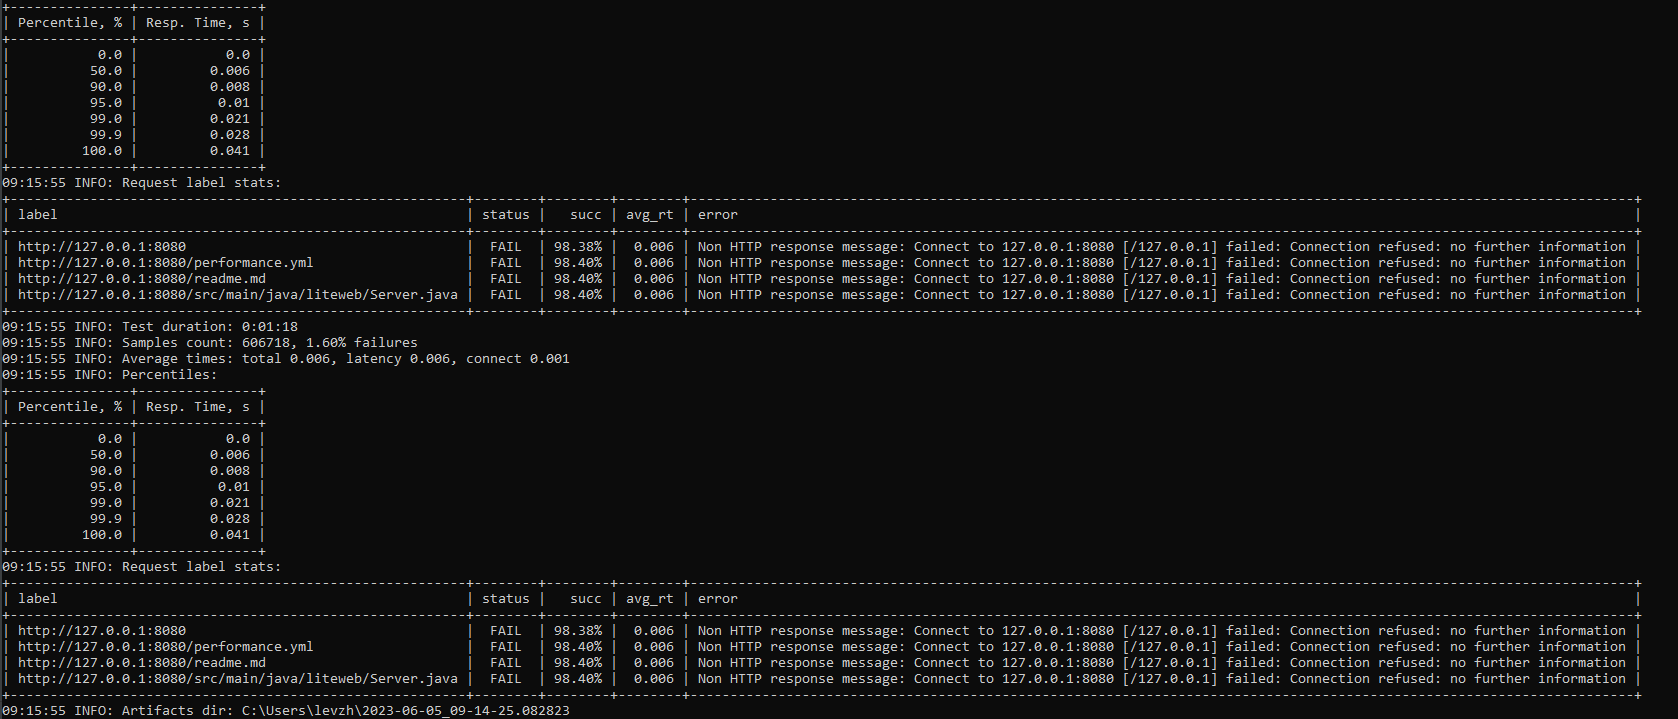 +---------------+---------------+
| Percentile, % | Resp. Time, s |
+---------------+---------------+
|           0.0 |           0.0 |
|          50.0 |         0.006 |
|          90.0 |         0.008 |
|          95.0 |          0.01 |
|          99.0 |         0.021 |
|          99.9 |         0.028 |
|         100.0 |         0.041 |
+---------------+---------------+
09:15:55 INFO: Request label stats:
+---------------------------------------------------------+--------+--------+--------+----------------------------------------------------------------------------------------------------------------------+
| label                                                   | status |   succ | avg_rt | error                                                                                                                |
+---------------------------------------------------------+--------+--------+--------+----------------------------------------------------------------------------------------------------------------------+
| http://127.0.0.1:8080                                   |  FAIL  | 98.38% |  0.006 | Non HTTP response message: Connect to 127.0.0.1:8080 [/127.0.0.1] failed: Connection refused: no further information |
| http://127.0.0.1:8080/performance.yml                   |  FAIL  | 98.40% |  0.006 | Non HTTP response message: Connect to 127.0.0.1:8080 [/127.0.0.1] failed: Connection refused: no further information |
| http://127.0.0.1:8080/readme.md                         |  FAIL  | 98.40% |  0.006 | Non HTTP response message: Connect to 127.0.0.1:8080 [/127.0.0.1] failed: Connection refused: no further information |
| http://127.0.0.1:8080/src/main/java/liteweb/Server.java |  FAIL  | 98.40% |  0.006 | Non HTTP response message: Connect to 127.0.0.1:8080 [/127.0.0.1] failed: Connection refused: no further information |
+---------------------------------------------------------+--------+--------+--------+----------------------------------------------------------------------------------------------------------------------+
09:15:55 INFO: Test duration: 0:01:18
09:15:55 INFO: Samples count: 606718, 1.60% failures
09:15:55 INFO: Average times: total 0.006, latency 0.006, connect 0.001
09:15:55 INFO: Percentiles:
+---------------+---------------+
| Percentile, % | Resp. Time, s |
+---------------+---------------+
|           0.0 |           0.0 |
|          50.0 |         0.006 |
|          90.0 |         0.008 |
|          95.0 |          0.01 |
|          99.0 |         0.021 |
|          99.9 |         0.028 |
|         100.0 |         0.041 |
+---------------+---------------+
09:15:55 INFO: Request label stats:
+---------------------------------------------------------+--------+--------+--------+----------------------------------------------------------------------------------------------------------------------+
| label                                                   | status |   succ | avg_rt | error                                                                                                                |
+---------------------------------------------------------+--------+--------+--------+----------------------------------------------------------------------------------------------------------------------+
| http://127.0.0.1:8080                                   |  FAIL  | 98.38% |  0.006 | Non HTTP response message: Connect to 127.0.0.1:8080 [/127.0.0.1] failed: Connection refused: no further information |
| http://127.0.0.1:8080/performance.yml                   |  FAIL  | 98.40% |  0.006 | Non HTTP response message: Connect to 127.0.0.1:8080 [/127.0.0.1] failed: Connection refused: no further information |
| http://127.0.0.1:8080/readme.md                         |  FAIL  | 98.40% |  0.006 | Non HTTP response message: Connect to 127.0.0.1:8080 [/127.0.0.1] failed: Connection refused: no further information |
| http://127.0.0.1:8080/src/main/java/liteweb/Server.java |  FAIL  | 98.40% |  0.006 | Non HTTP response message: Connect to 127.0.0.1:8080 [/127.0.0.1] failed: Connection refused: no further information |
+---------------------------------------------------------+--------+--------+--------+----------------------------------------------------------------------------------------------------------------------+
09:15:55 INFO: Artifacts dir: C:\Users\levzh\2023-06-05_09-14-25.082823